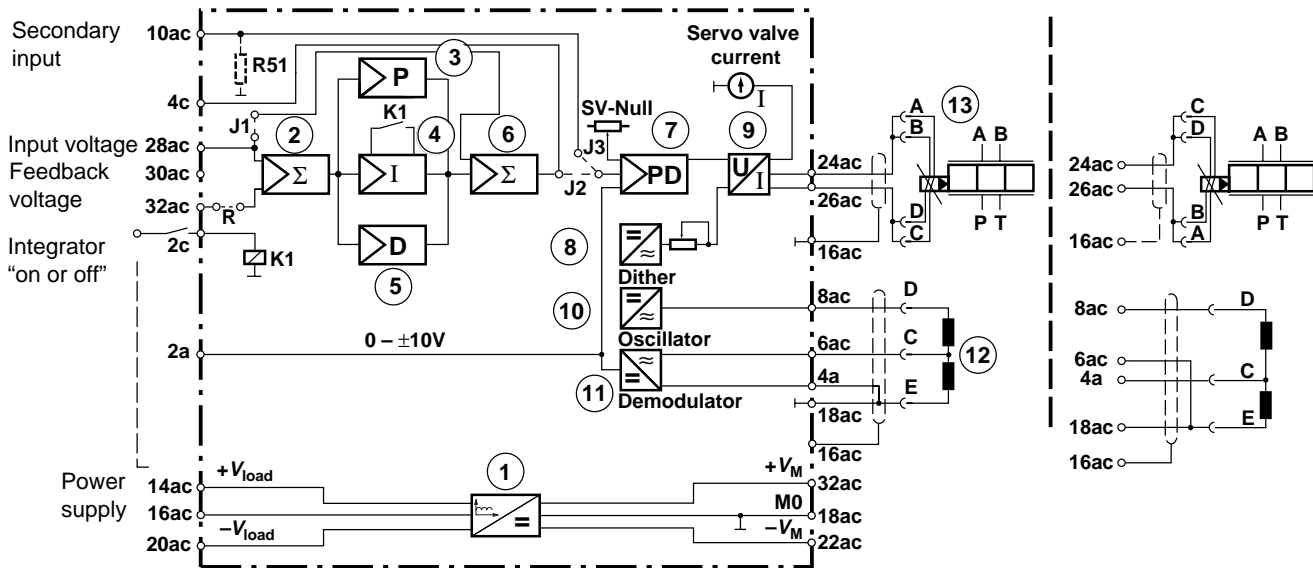 Secondary
input
10ac
R51
4c
J1
Input voltage
28ac
Feedback
30ac
voltage
32ac
R
Integrator
“on or off”
2c
K1
2
3
P
K1
4
6
Σ
I
Σ
D
5
SV-Null
J3
J2
7
PD
Servo valve
current
I
9
U
I
8
=
≈
Dither
10
=
≈
Oscillator
11
≈
=
Demodulator
2a
0 – ±10V
24ac
26ac
16ac
8ac
6ac
4a
18ac
16ac
A
B
D
C
13
A B
P T
D
C
E
12
Power
supply
14ac
16ac
20ac
+Vload
–Vload
1
=
+VM
M0
–VM
32ac
18ac
22ac
24ac
26ac
16ac
C
D
B
A
A B
P T
8ac
6ac
4a
18ac
16ac
D
C
E